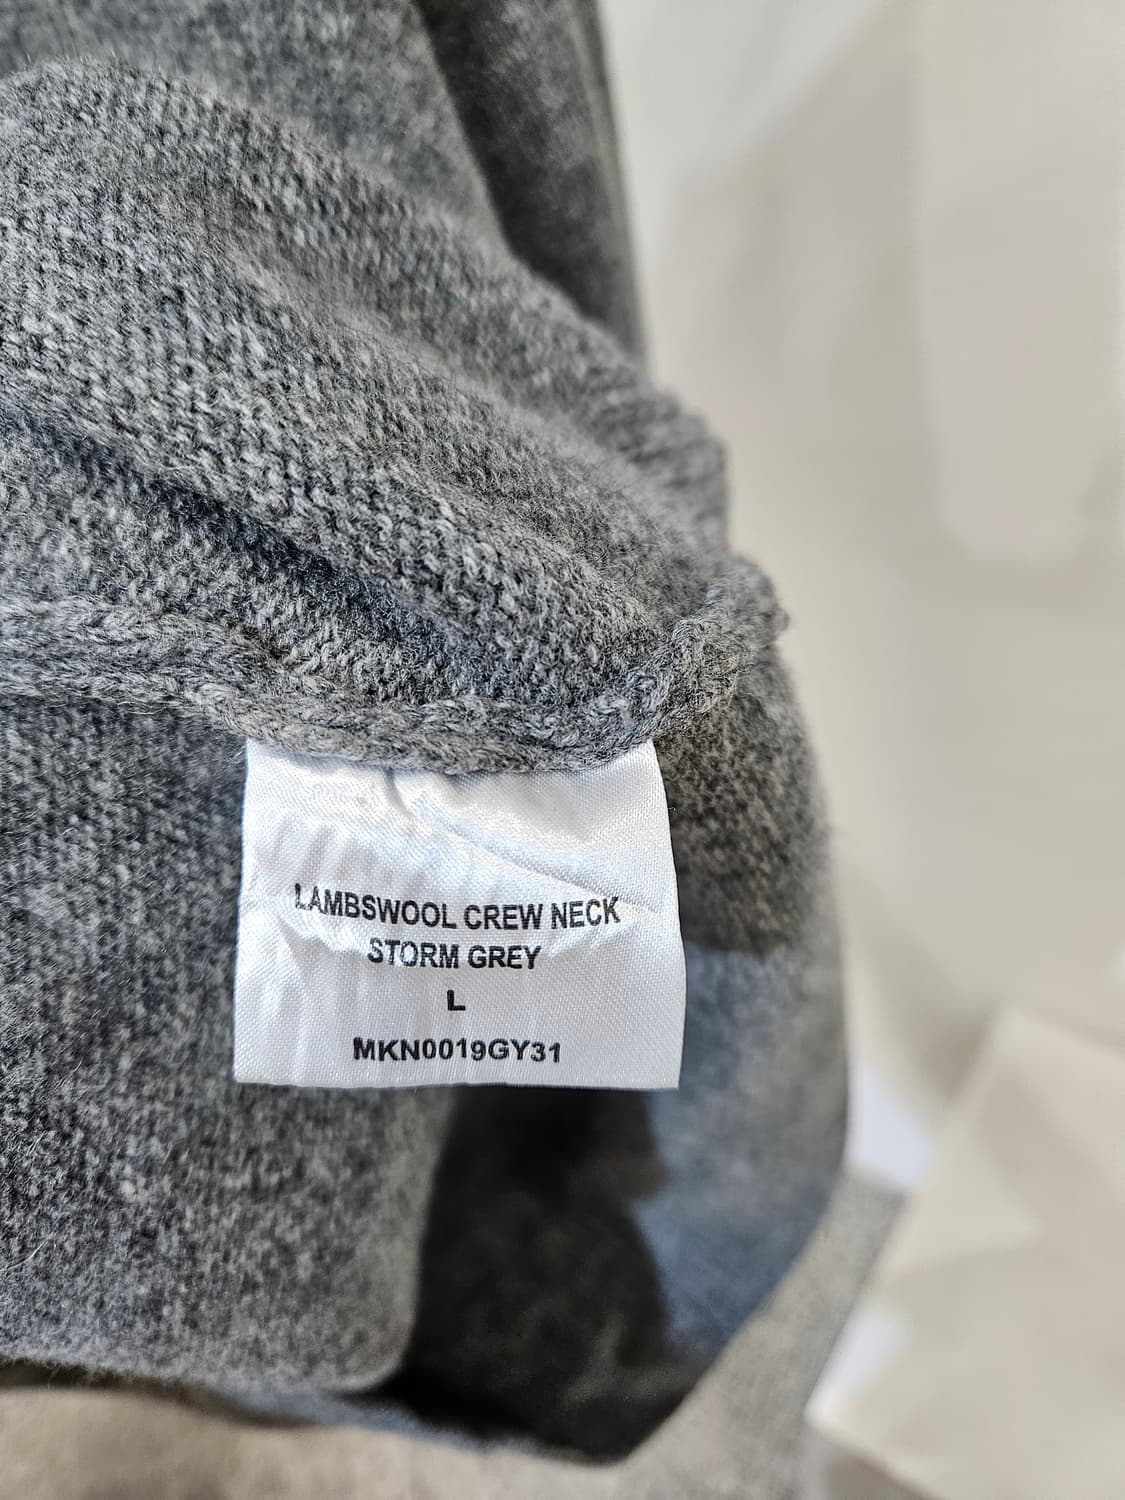 LAMBSWOOL CREW NECK
STORM GREY
L
MKN0019GY31